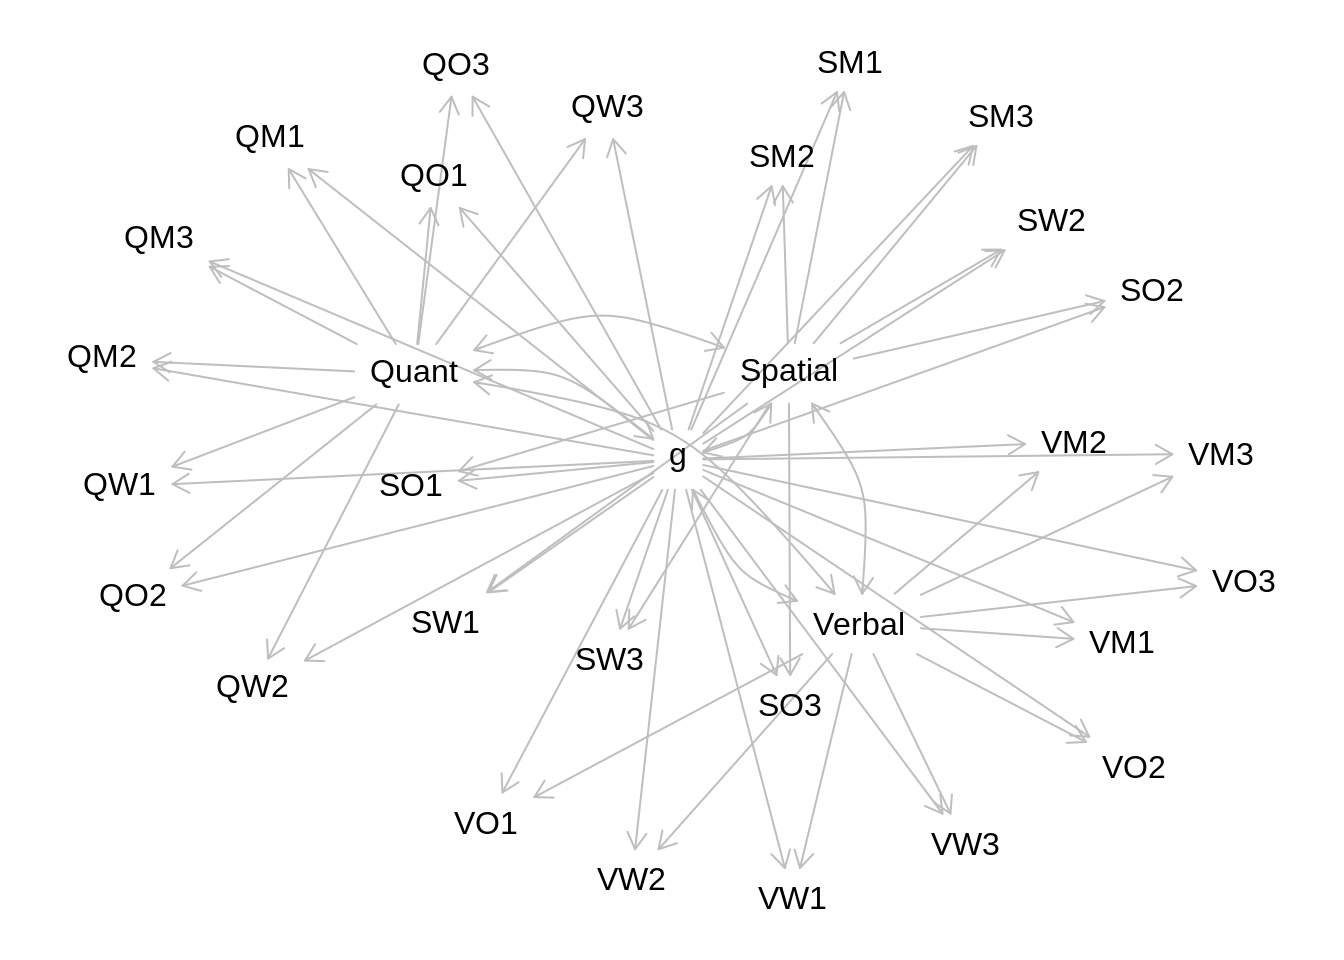 SM1
QO3
QW3
SM3
QM1
SM2
QO1
SW2
QM3
SO2
QM2
Quant
Spatial
VM2
g
VM3
QW1
SO1
VO3
QO2
SW1
Verbal
VM1
SW3
QW2
SO3
VO2
VO1
VW3
VW2
VW1